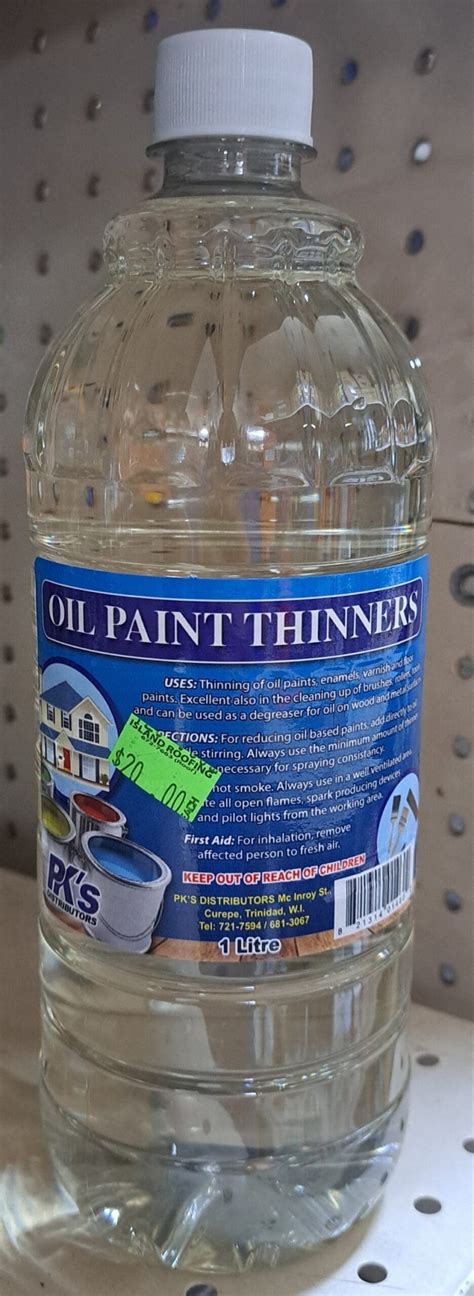 OIL PAINT THINNERS
USES: Thinning of oil paints, enamels, varnish and floor
paints. Excellent also in the cleaning up of brushes, rollers,
and can be used as a degreaser for oil on wood and metal surfaces
ECTIONS: For reducing oil based paints, add directly to oil
stirring. Always use the minimum amount of thinner
necessary for spraying consistancy.
not smoke. Always use in a well ventilated area.
all open flames, spark producing devices
and pilot lights from the working area.
First Aid: For inhalation, remove
affected person to fresh air.
KEEP OUT OF REACH OF CHILDREN
PK'S DISTRIBUTORS Mc Inroy St.,
Curepe, Trinidad, W.I.
Tel: 721-7594 / 681-3067
1 Litre
ISLAND ROOFING
$20.00
PK'S
DISTRIBUTORS